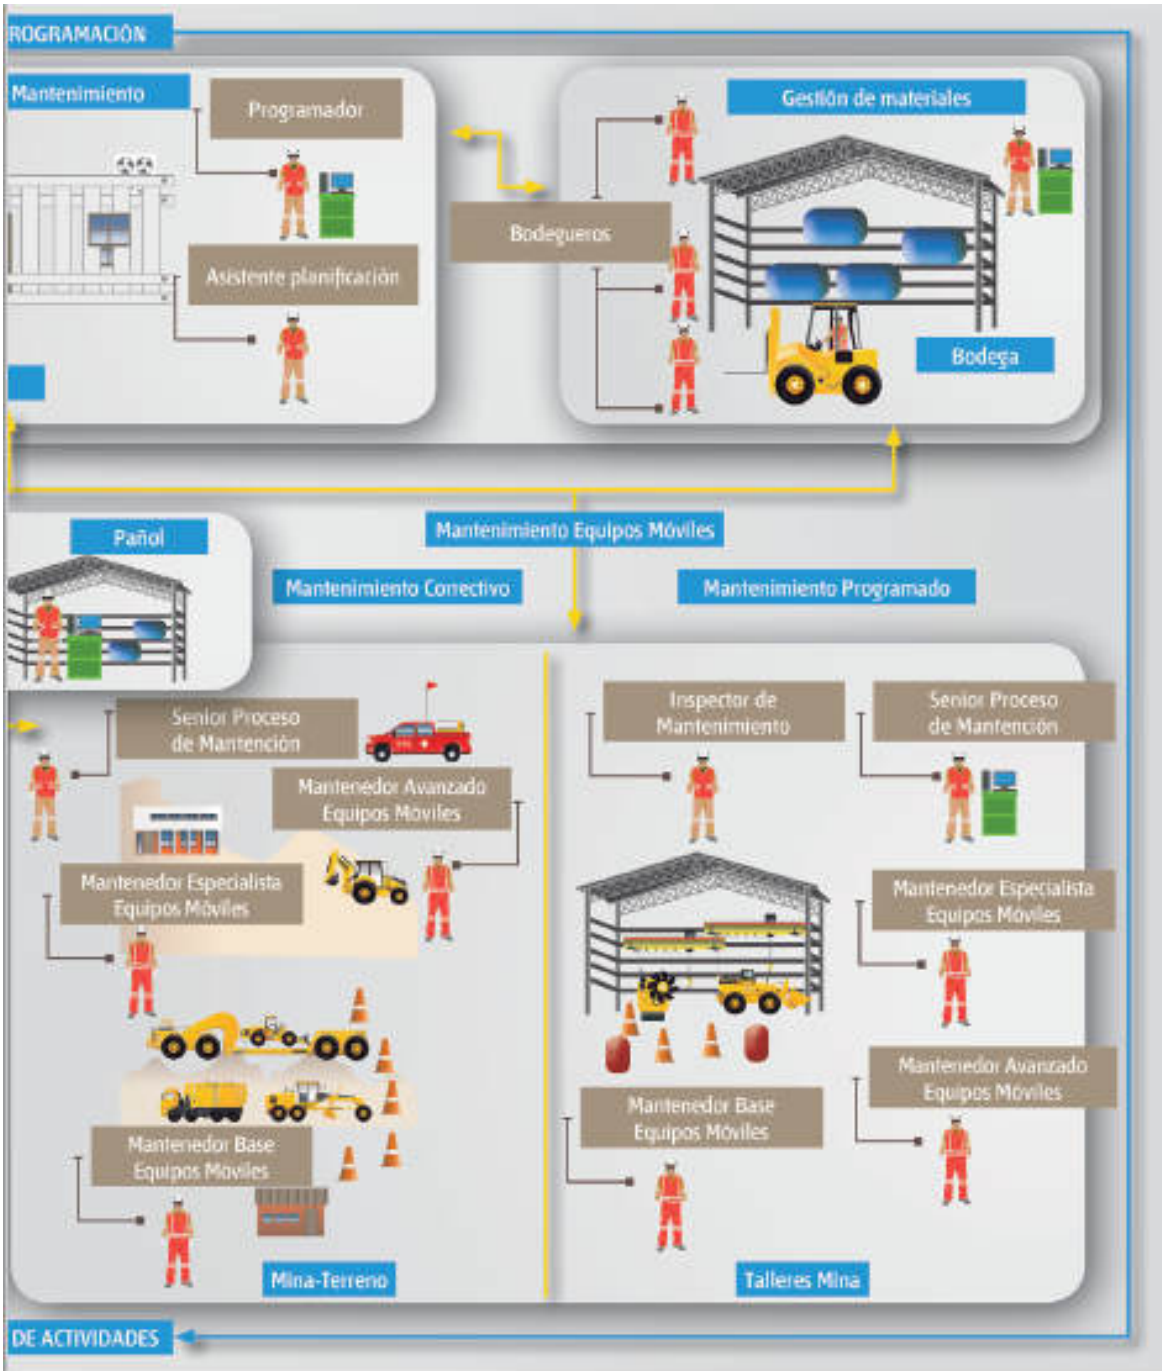 ROGRAMACIÓN
Mantenimiento
Programador
Asistente planificación
Gestión de materiales
Bodegueros
Bodega
Mantenimiento Equipos Móviles
Pañol
Mantenimiento Correctivo
Mantenimiento Programado
Senior Proceso
de Mantención
Mantenedor Avanzado
Equipos Móviles
Mantenedor Especialista
Equipos Móviles
Mantenedor Base
Equipos Móviles
Mina-Terreno
Inspector de
Mantenimiento
Senior Proceso
de Mantención
Mantenedor Especialista
Equipos Móviles
Mantenedor Avanzado
Equipos Móviles
Mantenedor Base
Equipos Móviles
Talleres Mina
DE ACTIVIDADES